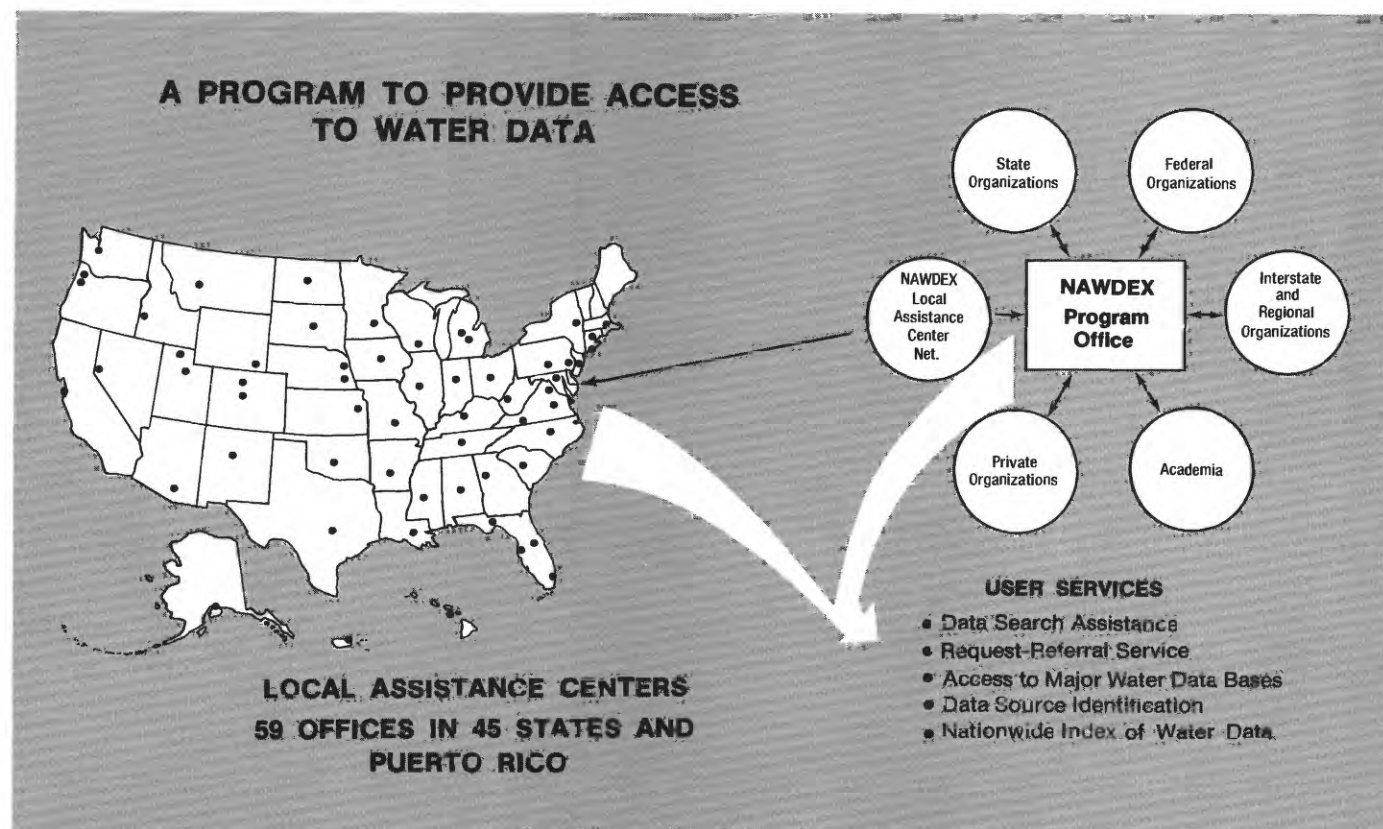 A PROGRAM TO PROVIDE ACCESS
TO WATER DATA
State
Organizations
Federal
Organizations
NAWDEX
Local
Assistance
Center
Net.
NAWDEX
Program
Office
Interstate
and
Regional
Organizations
Private
Organizations
Academia
LOCAL ASSISTANCE CENTERS
59 OFFICES IN 45 STATES AND
PUERTO RICO
USER SERVICES
• Data Search Assistance
• Request-Referral Service
• Access to Major Water Data Bases
• Data Source Identification
• Nationwide Index of Water Data